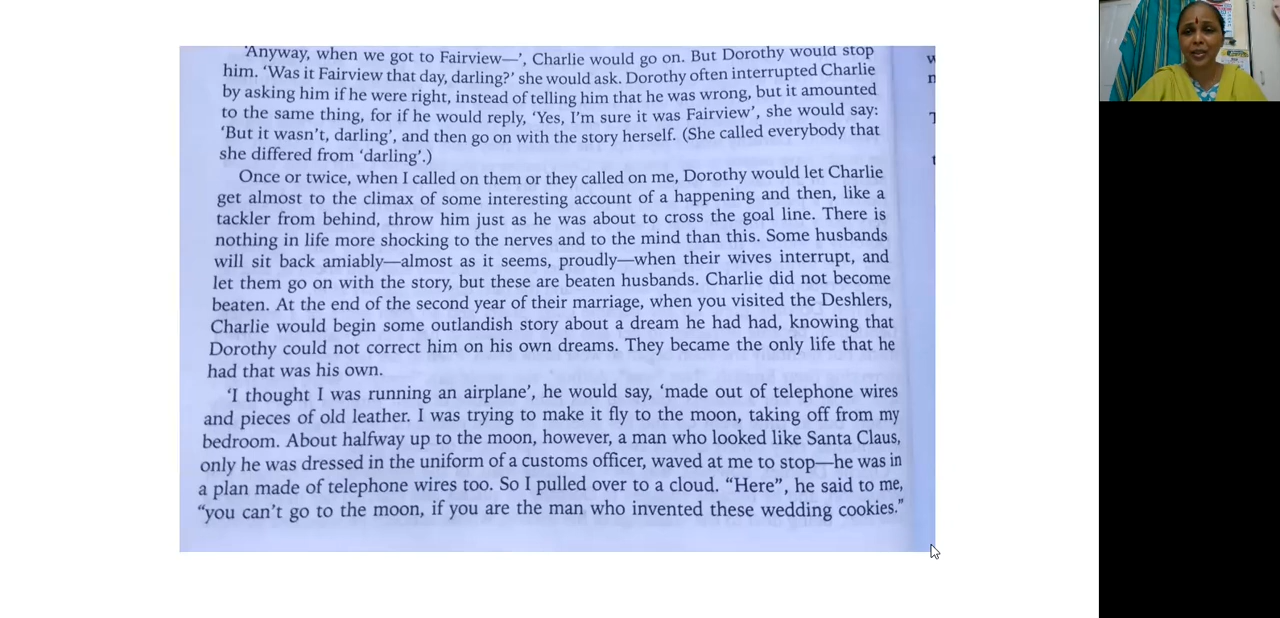 'Anyway, when we got to Fairview—', Charlie would go on. But Dorothy would stop
him. 'Was it Fairview that day, darling?' she would ask. Dorothy often interrupted Charlie
by asking him if he were right, instead of telling him that he was wrong, but it amounted
to the same thing, for if he would reply, 'Yes, I'm sure it was Fairview', she would say:
'But it wasn't, darling', and then go on with the story herself. (She called everybody that
she differed from 'darling'.)
Once or twice, when I called on them or they called on me, Dorothy would let Charlie
get almost to the climax of some interesting account of a happening and then, like a
tackler from behind, throw him just as he was about to cross the goal line. There is
nothing in life more shocking to the nerves and to the mind than this. Some husbands
will sit back amiably—almost as it seems, proudly—when their wives interrupt, and
let them go on with the story, but these are beaten husbands. Charlie did not become
beaten. At the end of the second year of their marriage, when you visited the Deshlers,
Charlie would begin some outlandish story about a dream he had had, knowing that
Dorothy could not correct him on his own dreams. They became the only life that he
had that was his own.
'I thought I was running an airplane', he would say, 'made out of telephone wires
and pieces of old leather. I was trying to make it fly to the moon, taking off from my
bedroom. About halfway up to the moon, however, a man who looked like Santa Claus,
only he was dressed in the uniform of a customs officer, waved at me to stop—he was in
a plan made of telephone wires too. So I pulled over to a cloud. "Here", he said to me,
"you can't go to the moon, if you are the man who invented these wedding cookies."